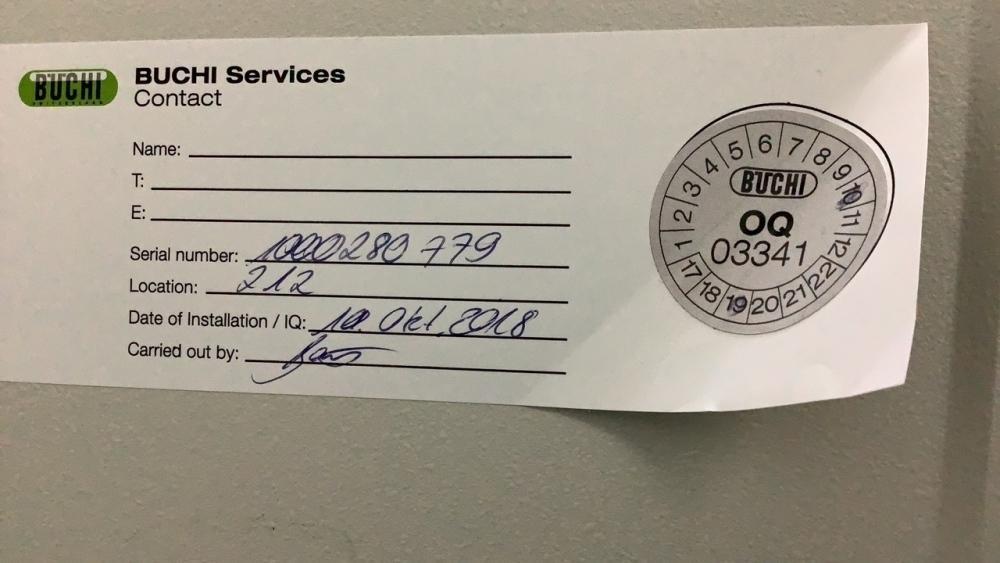 BUCHI
BUCHI Services
Contact
Name:
T:
E:
Serial number: 1000280779
Location: 212
Date of Installation / IQ: 10. Okt. 2018
Carried out by:
1 2 3 4 5 6 7 8 9 10 11 12
BUCHI
OQ
03341
17 18 19 20 21 22